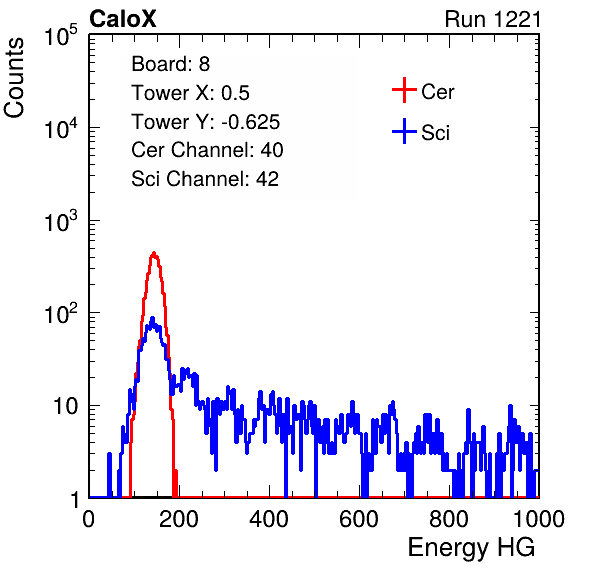 CaloX Run 1221
Counts
10^5
10^4
10^3
10^2
10
1
Board: 8
Tower X: 0.5
Tower Y: -0.625
Cer Channel: 40
Sci Channel: 42
Cer
Sci
0 200 400 600 800 1000
Energy HG